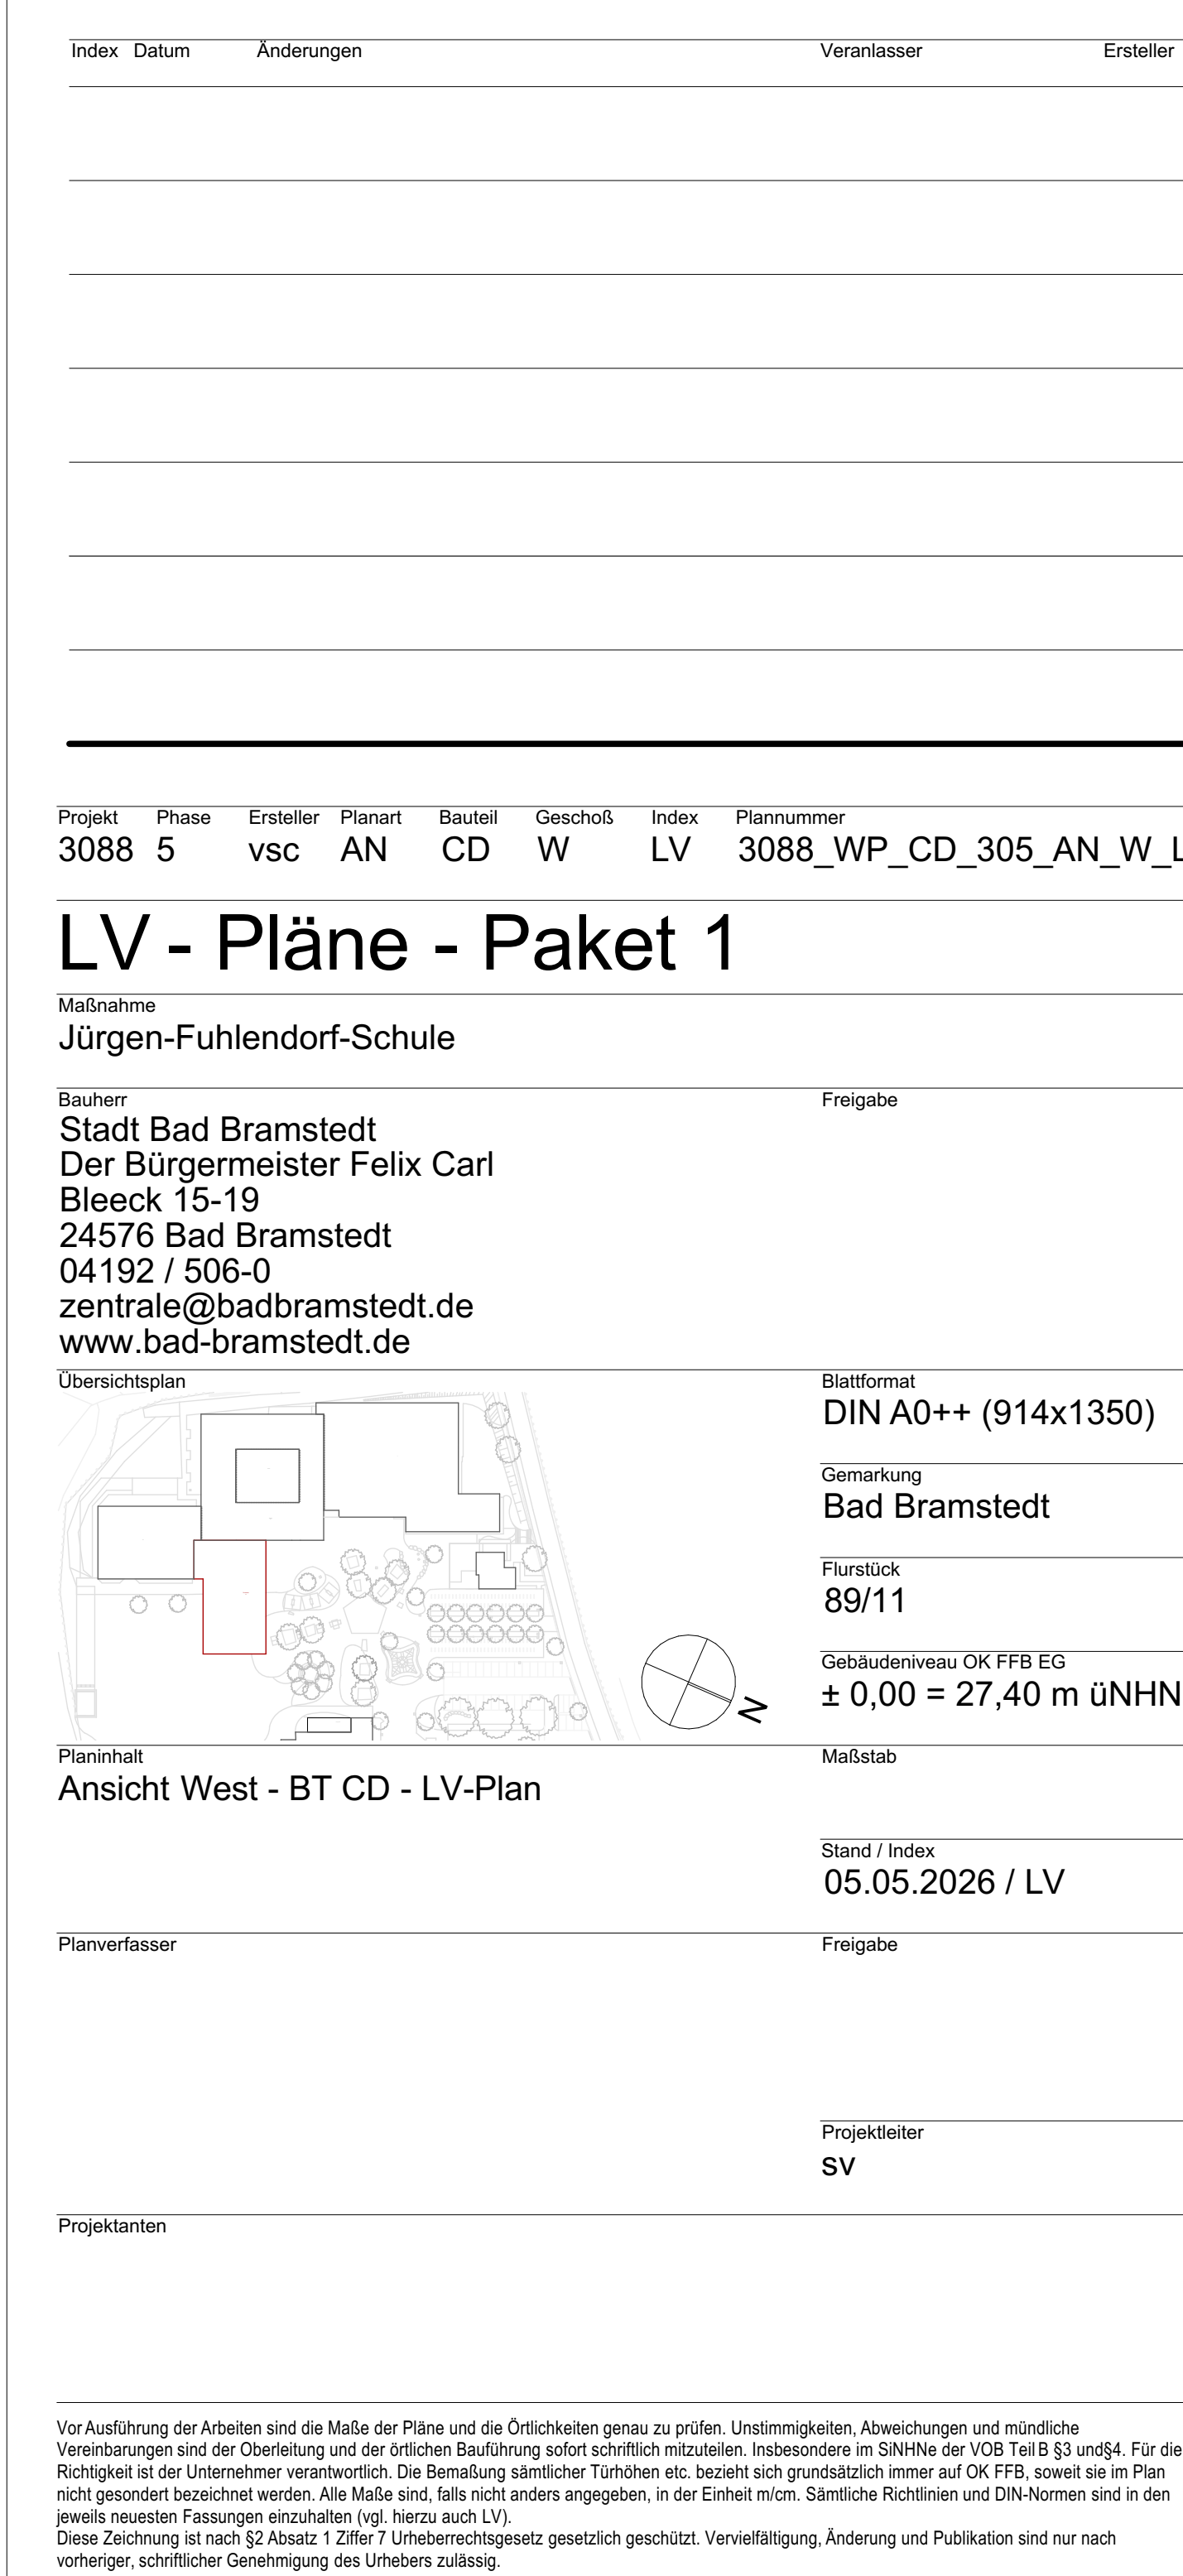 Index Datum Änderungen Veranlasser Ersteller
Projekt Phase Ersteller Planart Bauteil Geschoß Index Plannummer
3088 5 vsc AN CD W LV 3088_WP_CD_305_AN_W_L
LV - Pläne - Paket 1
Maßnahme
Jürgen-Fuhlendorf-Schule
Bauherr Freigabe
Stadt Bad Bramstedt
Der Bürgermeister Felix Carl
Bleeck 15-19
24576 Bad Bramstedt
04192 / 506-0
zentrale@badbramstedt.de
www.bad-bramstedt.de
Übersichtsplan
Blattformat
DIN A0++ (914x1350)
Gemarkung
Bad Bramstedt
Flurstück
89/11
Gebäudeniveau OK FFB EG
± 0,00 = 27,40 m üNHN
N
Planinhalt Maßstab
Ansicht West - BT CD - LV-Plan
Stand / Index
05.05.2026 / LV
Planverfasser Freigabe
Projektleiter
sv
Projektanten
Vor Ausführung der Arbeiten sind die Maße der Pläne und die Örtlichkeiten genau zu prüfen. Unstimmigkeiten, Abweichungen und mündliche
Vereinbarungen sind der Oberleitung und der örtlichen Bauführung sofort schriftlich mitzuteilen. Insbesondere im SiNHNe der VOB Teil B §3 und§4. Für die
Richtigkeit ist der Unternehmer verantwortlich. Die Bemaßung sämtlicher Türhöhen etc. bezieht sich grundsätzlich immer auf OK FFB, soweit sie im Plan
nicht gesondert bezeichnet werden. Alle Maße sind, falls nicht anders angegeben, in der Einheit m/cm. Sämtliche Richtlinien und DIN-Normen sind in den
jeweils neuesten Fassungen einzuhalten (vgl. hierzu auch LV).
Diese Zeichnung ist nach §2 Absatz 1 Ziffer 7 Urheberrechtsgesetz gesetzlich geschützt. Vervielfältigung, Änderung und Publikation sind nur nach
vorheriger, schriftlicher Genehmigung des Urhebers zulässig.